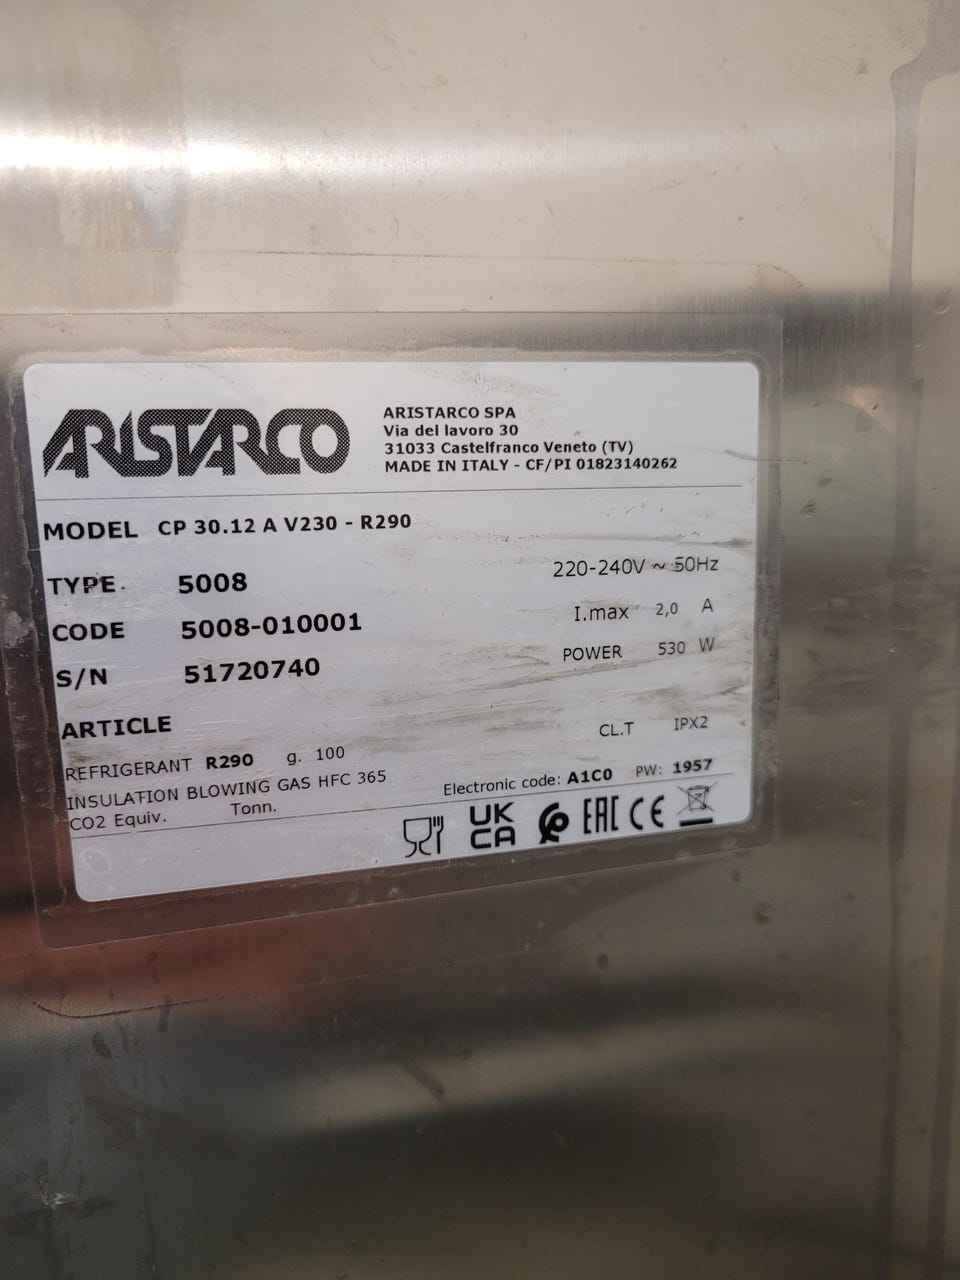 ARISTARCO
ARISTARCO SPA
Via del lavoro 30
31033 Castelfranco Veneto (TV)
MADE IN ITALY - CF/PI 01823140262
MODEL CP 30.12 A V230 - R290
TYPE 5008
220-240V ~ 50Hz
CODE 5008-010001
I.max 2,0 A
S/N 51720740
POWER 530 W
ARTICLE
CL.T IPX2
REFRIGERANT R290 g. 100
INSULATION BLOWING GAS HFC 365
Electronic code: A1C0 PW: 1957
CO2 Equiv. Tonn.
UK
CA
EAC CE